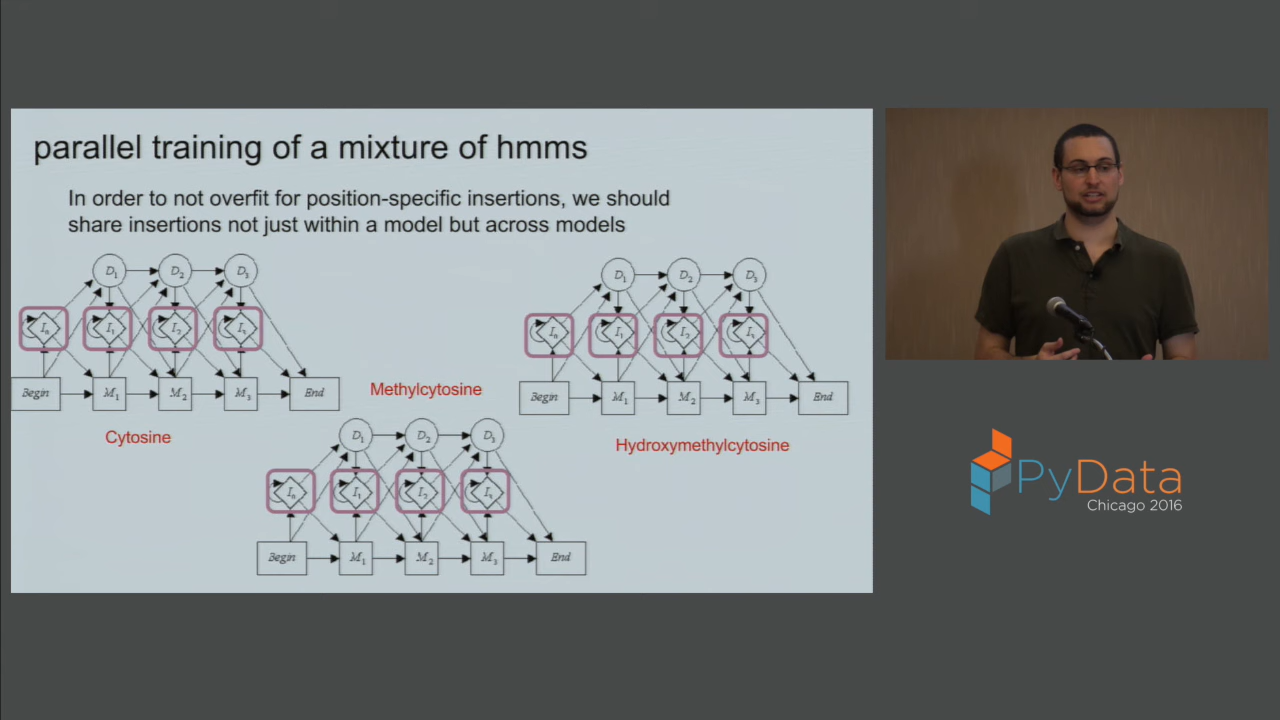 parallel training of a mixture of hmms
In order to not overfit for position-specific insertions, we should
share insertions not just within a model but across models
D1 D2 D3
I0 I1 I2 I3
Begin M1 M2 M3 End
Cytosine
Methylcytosine
D1 D2 D3
I0 I1 I2 I3
Begin M1 M2 M3 End
D1 D2 D3
I0 I1 I2 I3
Begin M1 M2 M3 End
Hydroxymethylcytosine
PyData
Chicago 2016